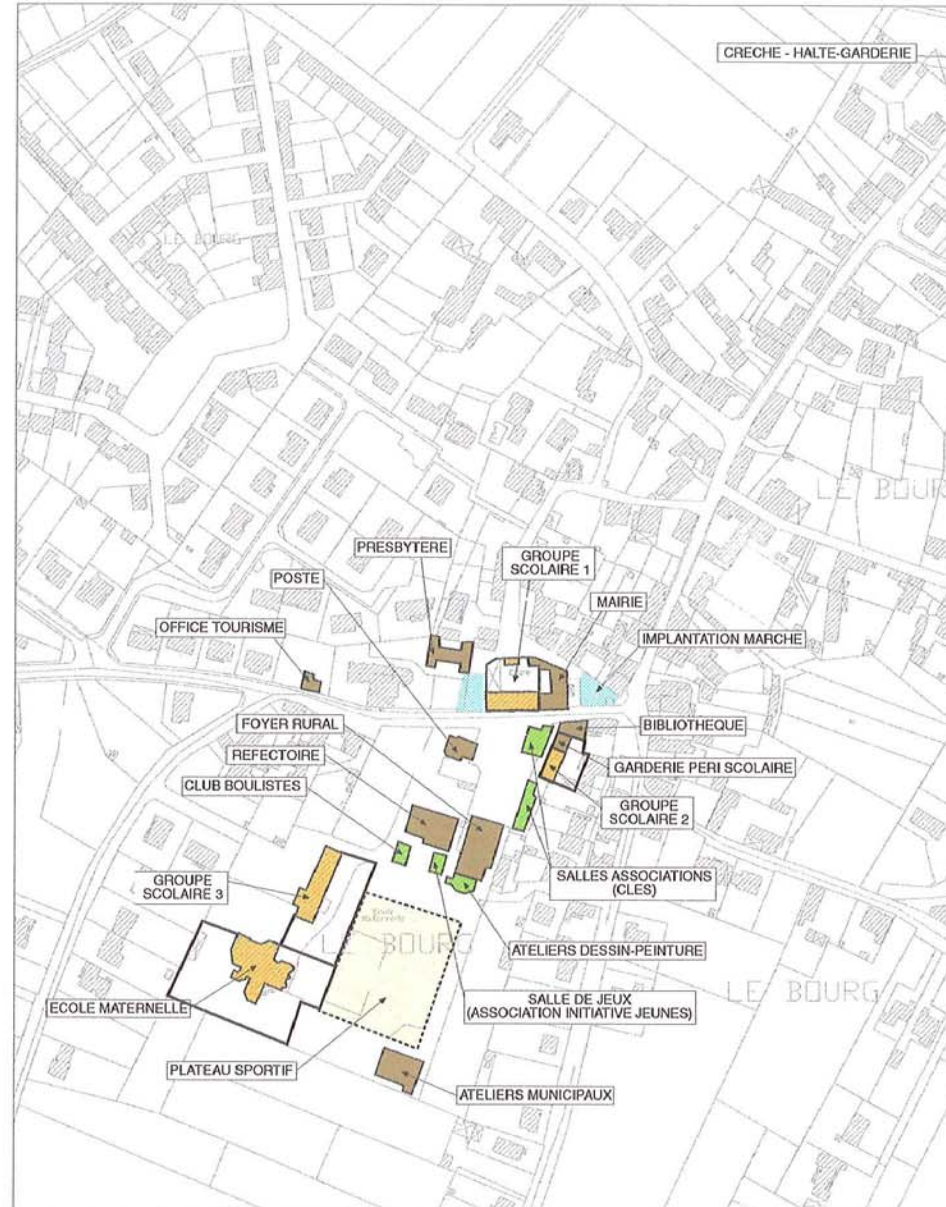 CRECHE - HALTE-GARDERIE
LE BOURG
LE BOURG
PRESBYTERE
GROUPE
SCOLAIRE 1
POSTE
MAIRIE
OFFICE TOURISME
IMPLANTATION MARCHE
FOYER RURAL
BIBLIOTHEQUE
REFECTOIRE
GARDERIE PERI SCOLAIRE
CLUB BOULISTES
GROUPE
SCOLAIRE 2
SALLES ASSOCIATIONS
(CLES)
GROUPE
SCOLAIRE 3
LE BOURG
ATELIERS DESSIN-PEINTURE
LE BOURG
ECOLE MATERNELLE
SALLE DE JEUX
(ASSOCIATION INITIATIVE JEUNES)
PLATEAU SPORTIF
ATELIERS MUNICIPAUX